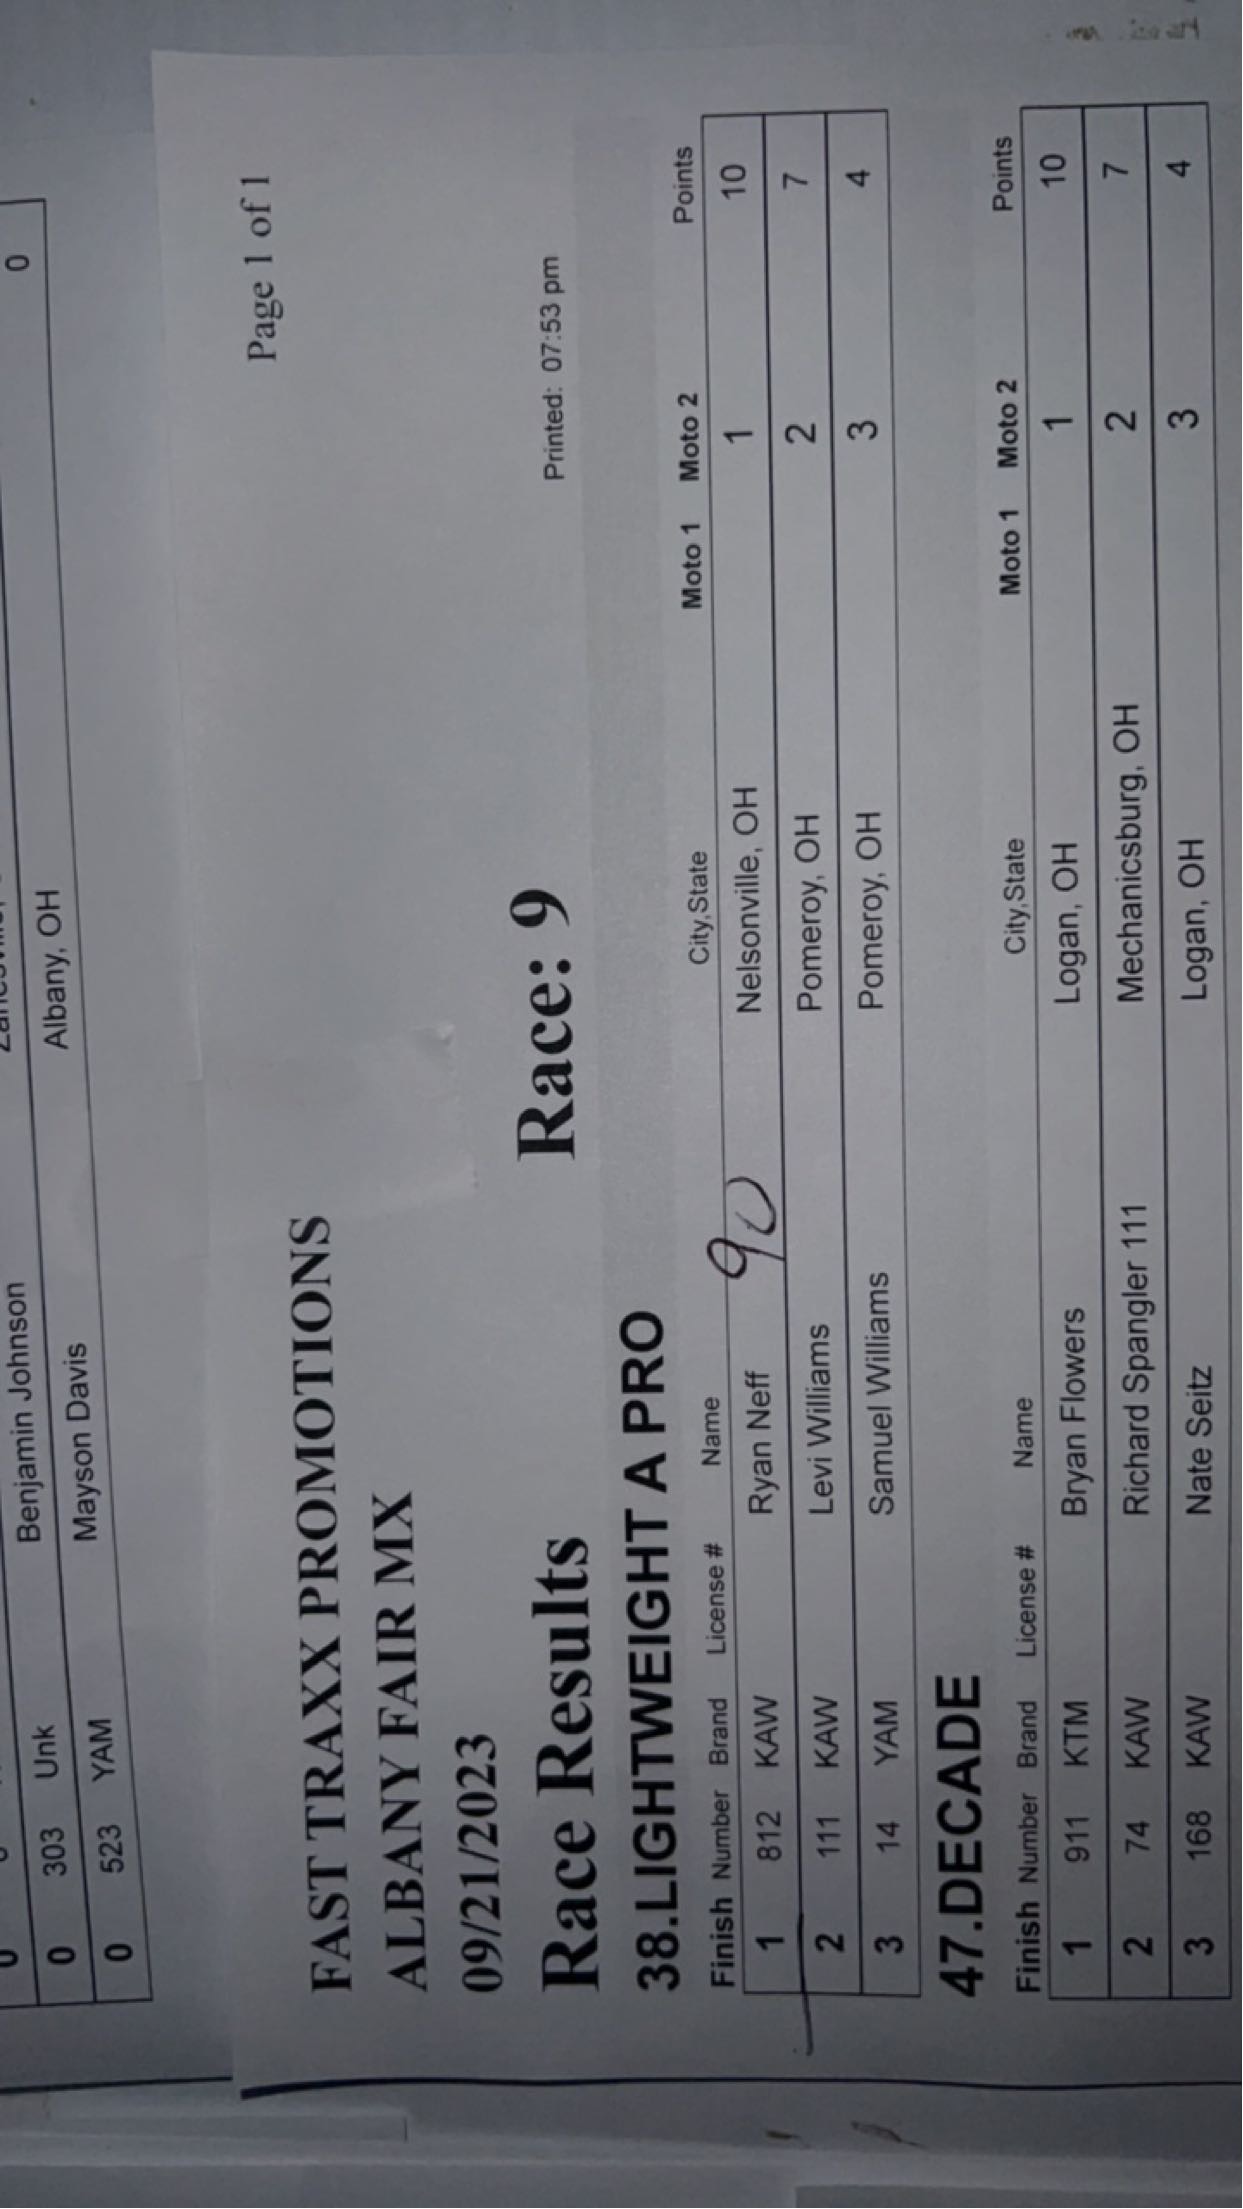 0
0 303 Unk Benjamin Johnson Albany, OH
0 523 YAM Mayson Davis
Page 1 of 1
FAST TRAXX PROMOTIONS
ALBANY FAIR MX
09/21/2023
Race Results Race: 9 Printed: 07:53 pm
38.LIGHTWEIGHT A PRO
Finish Number Brand License # Name City,State Moto 1 Moto 2 Points
1 812 KAW Ryan Neff 90 Nelsonville, OH 1 10
2 111 KAW Levi Williams Pomeroy, OH 2 7
3 14 YAM Samuel Williams Pomeroy, OH 3 4
47.DECADE
Finish Number Brand License # Name City,State Moto 1 Moto 2 Points
1 911 KTM Bryan Flowers Logan, OH 1 10
2 74 KAW Richard Spangler 111 Mechanicsburg, OH 2 7
3 168 KAW Nate Seitz Logan, OH 3 4